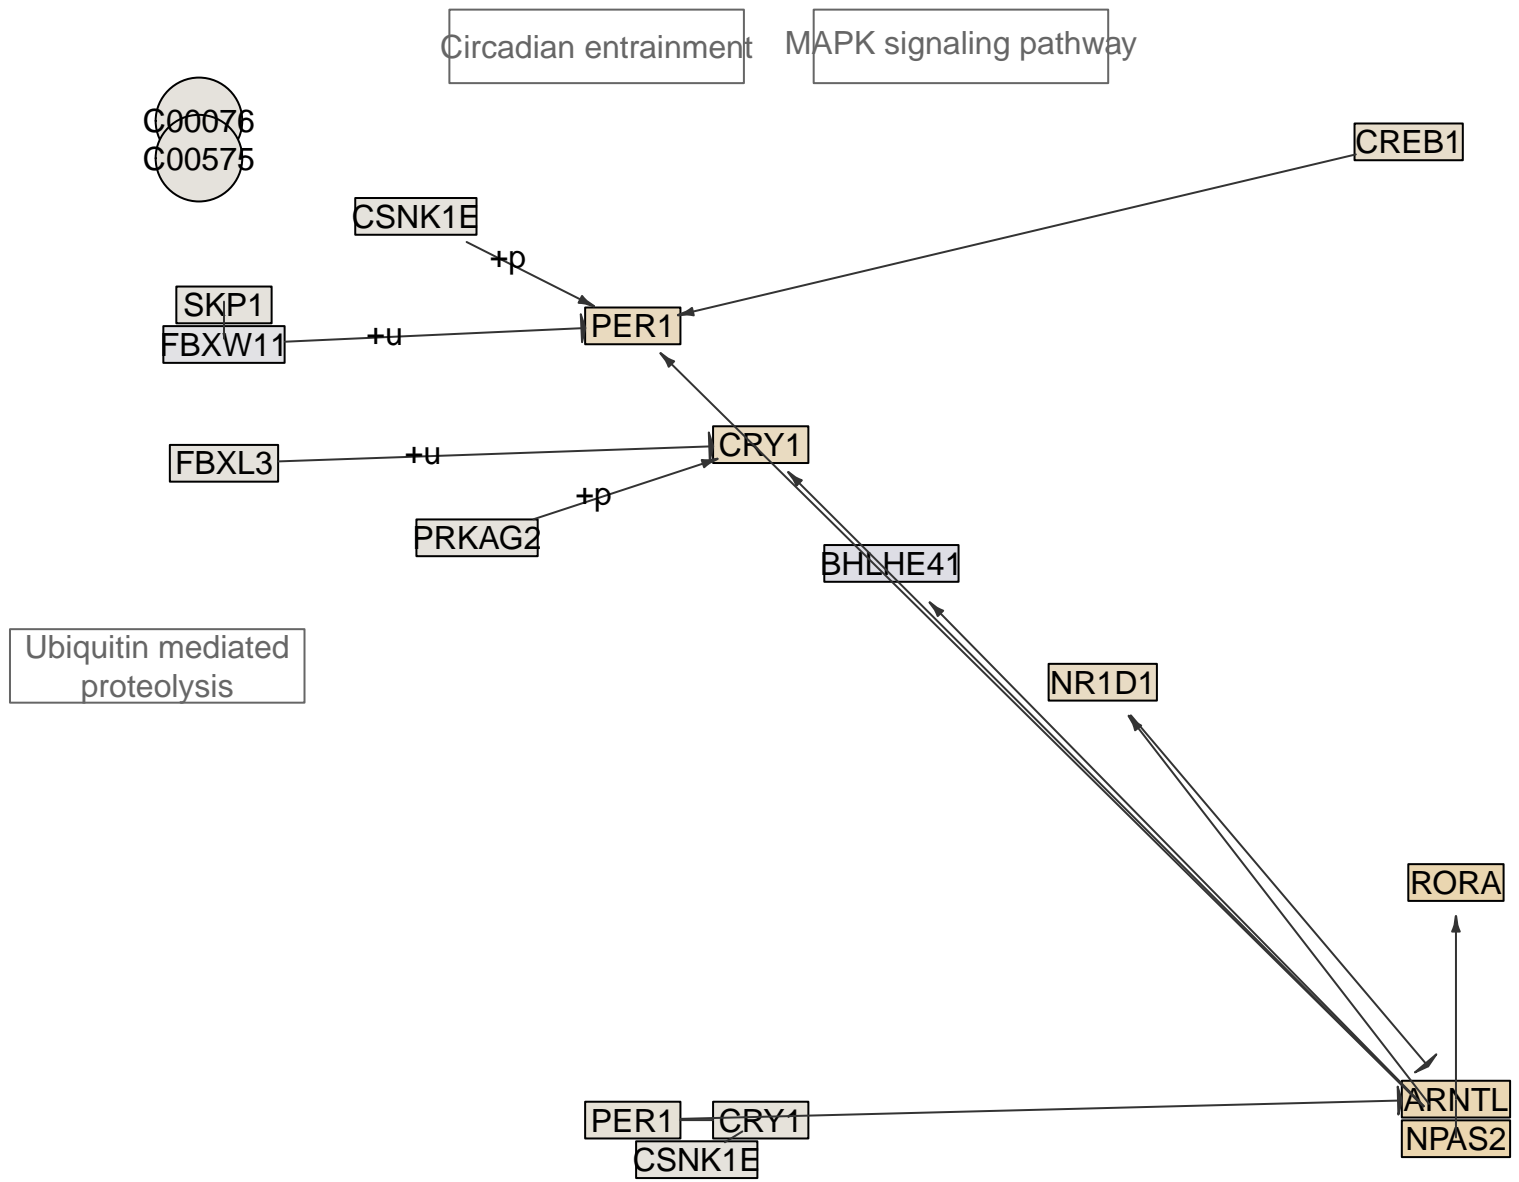 Circadian entrainment
MAPK signaling pathway
C00076
C00575
CREB1
CSNK1E
+p
SKP1
PER1
+u
FBXW11
CRY1
+u
FBXL3
+p
PRKAG2
BHLHE41
Ubiquitin mediated
proteolysis
NR1D1
RORA
ARNTL
PER1
CRY1
NPAS2
CSNK1E